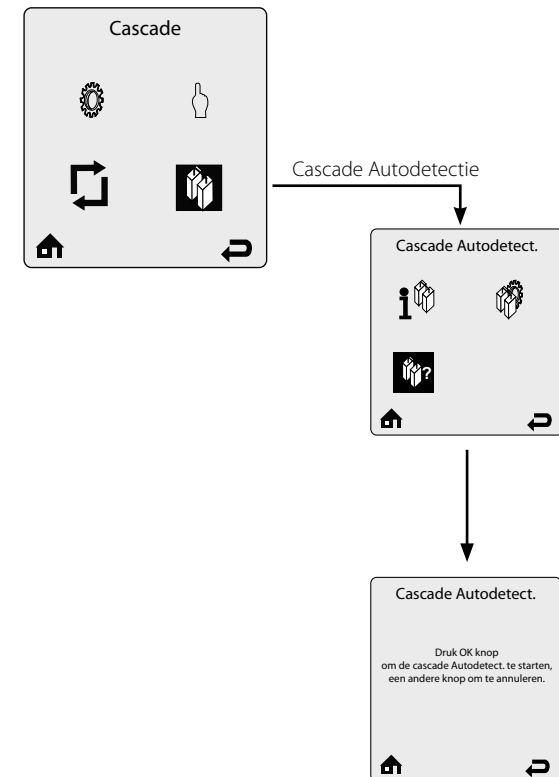 Cascade
Cascade Autodetectie
Cascade Autodetect.
?
Cascade Autodetect.
Druk OK knop
om de cascade Autodetect. te starten,
een andere knop om te annuleren.